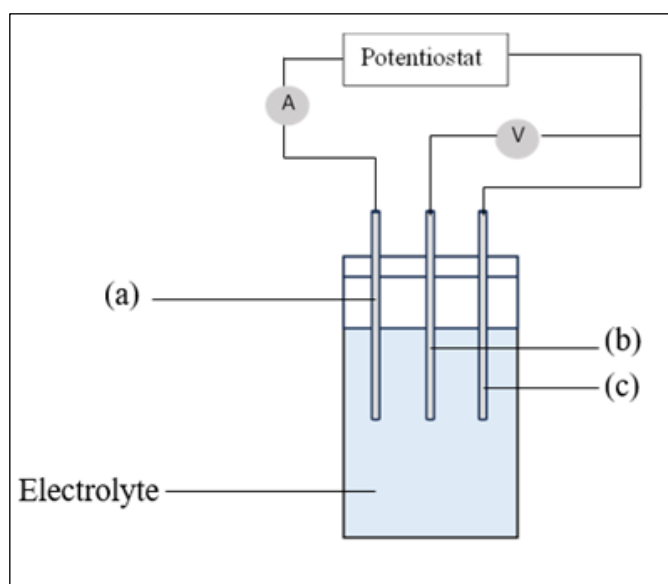 Potentiostat
A
V
(a)
(b)
(c)
Electrolyte